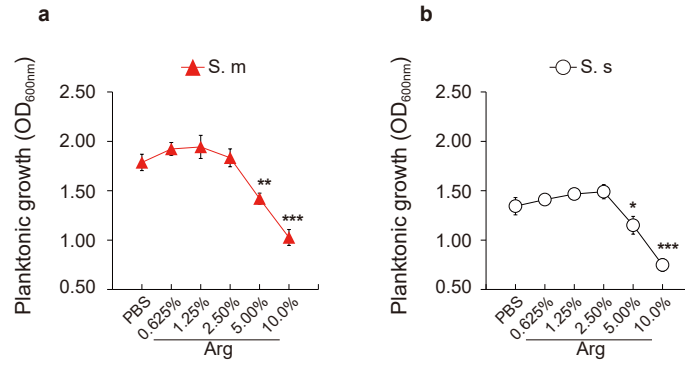 a
S. m
Planktonic growth (OD600nm)
2.50
2.00
1.50
1.00
0.50
**
***
PBS
0.625%
1.25%
2.50%
5.00%
10.0%
Arg
b
S. s
Planktonic growth (OD600nm)
2.50
2.00
1.50
1.00
0.50
*
***
PBS
0.625%
1.25%
2.50%
5.00%
10.0%
Arg